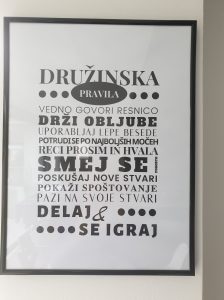 DRUŽINSKA
PRAVILA
VEDNO GOVORI RESNICO
DRŽI OBLJUBE
UPORABLJAJ LEPE BESEDE
POTRUDI SE PO NAJBOLJŠIH MOČEH
RECI PROSIM IN HVALA
SMEJ SE
POSKUŠAJ NOVE STVARI
POKAŽI SPOŠTOVANJE
PAZI NA SVOJE STVARI
DELAJ &
SE IGRAJ